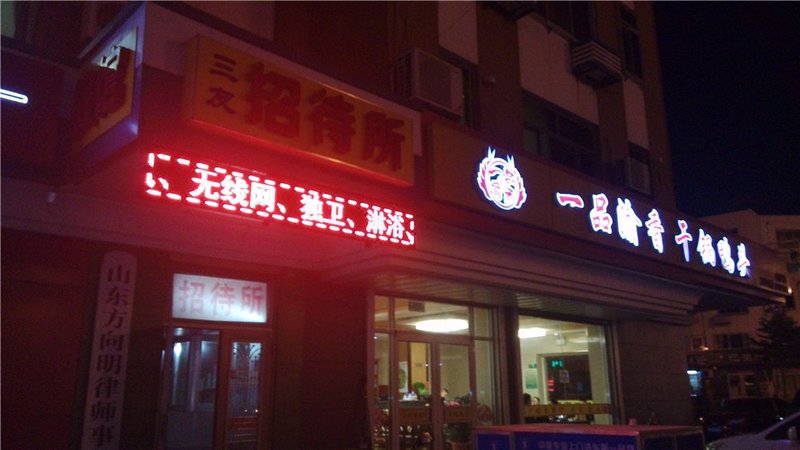 三友
招待所
、无线网、独卫、淋浴
一品渝香干锅鸭头
招待所
山东方向明律师事